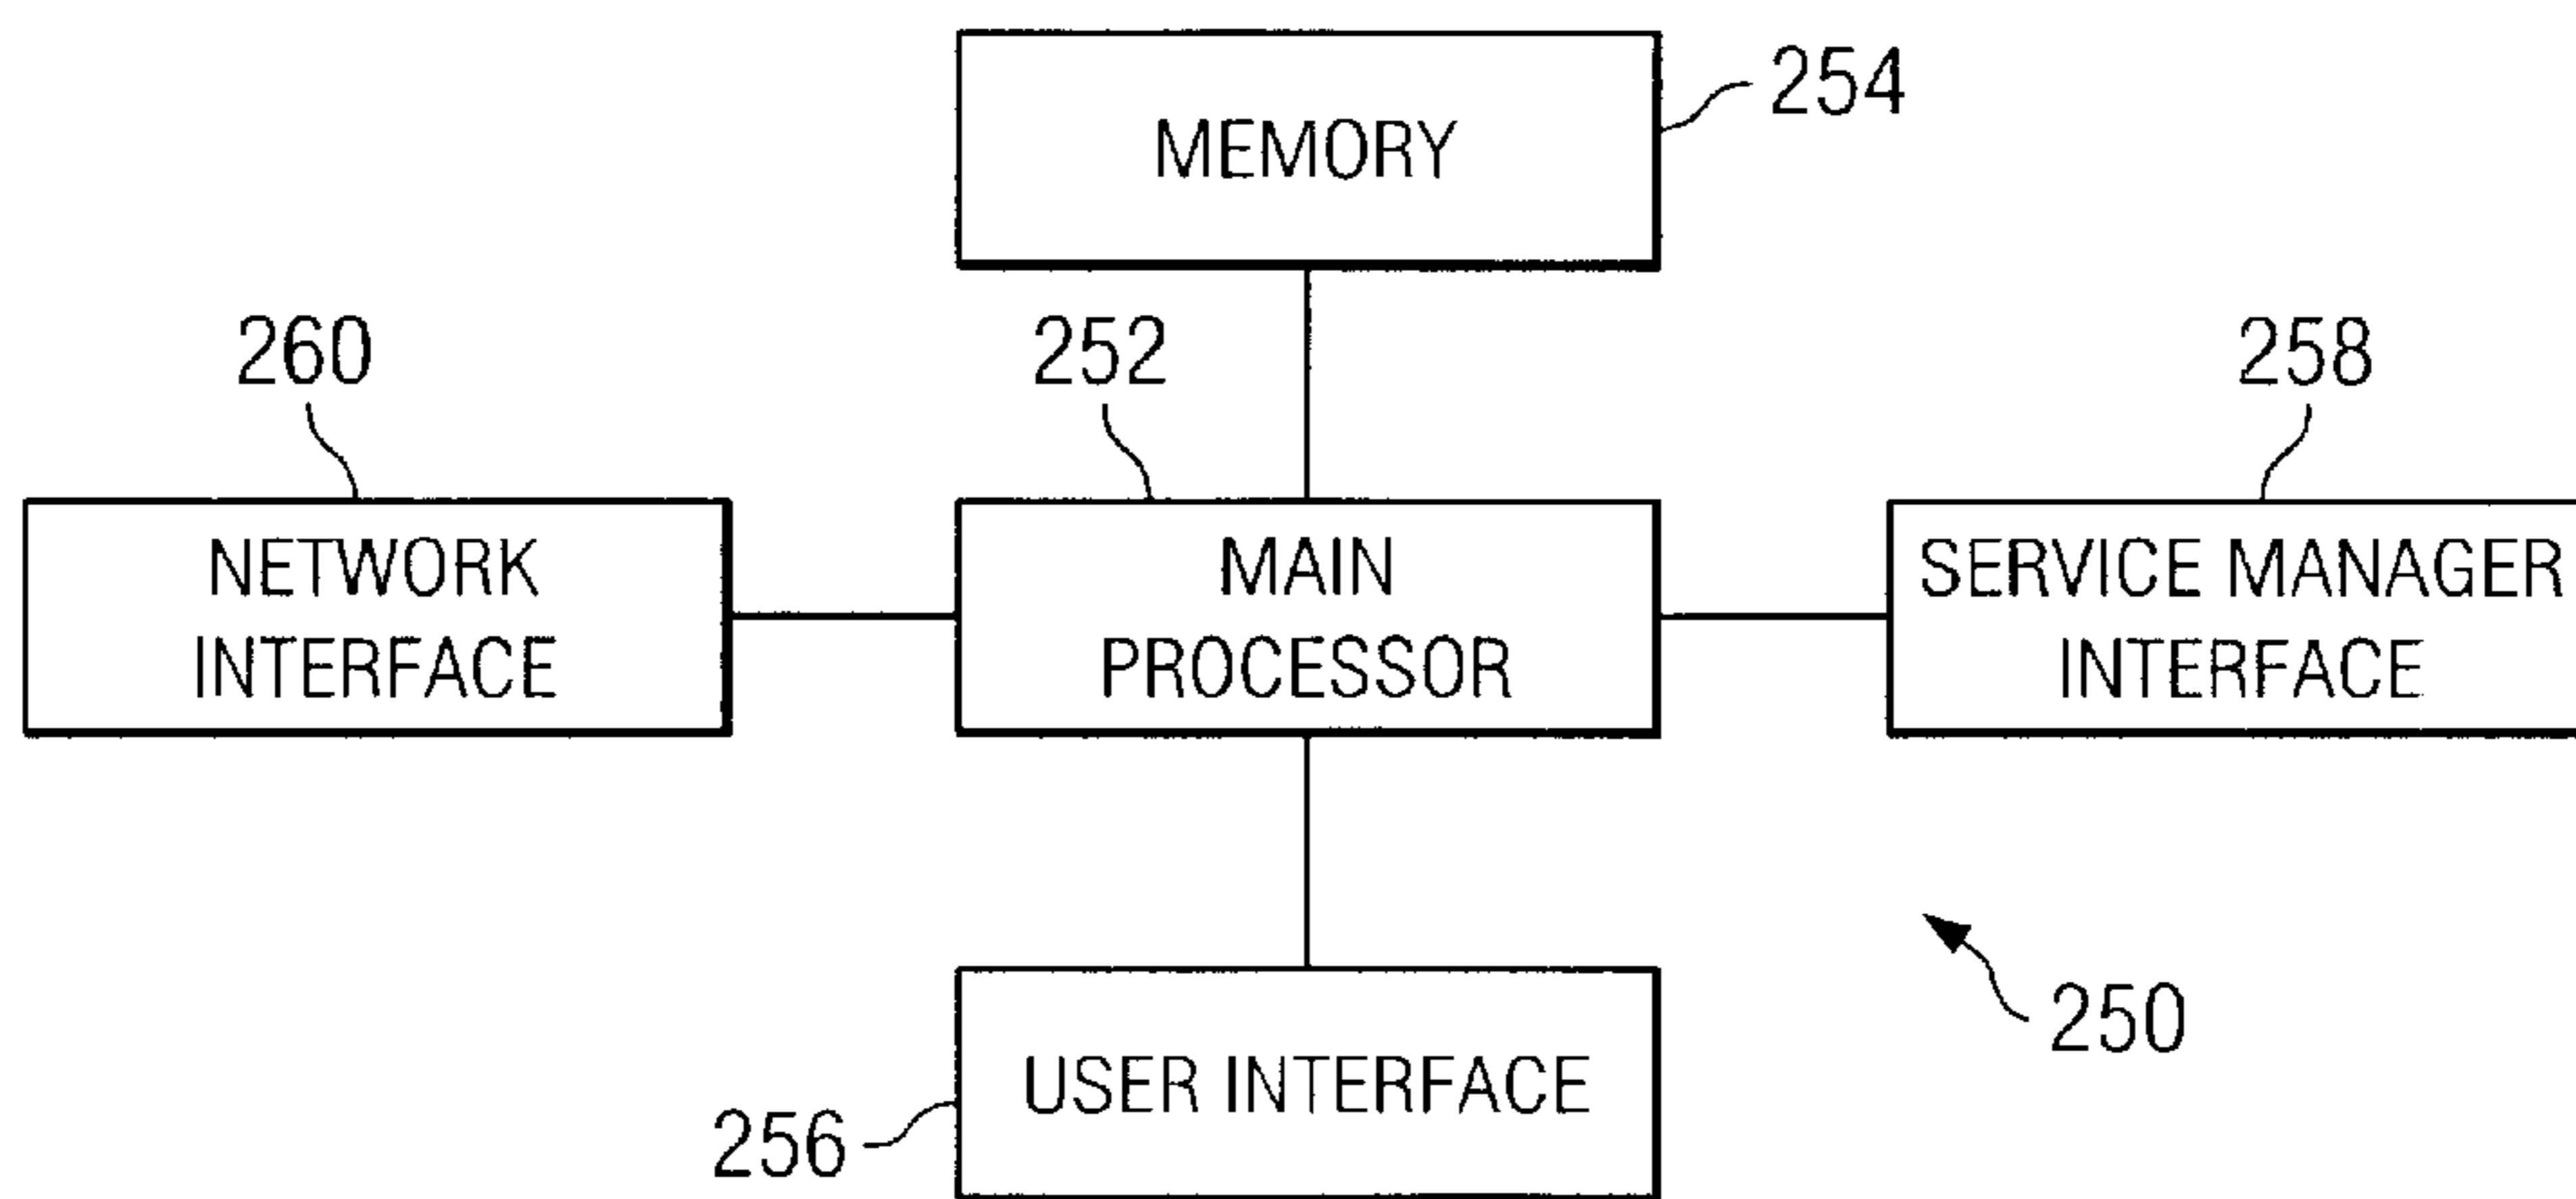 MEMORY
254
260
252
258
NETWORK
INTERFACE
MAIN
PROCESSOR
SERVICE MANAGER
INTERFACE
250
USER INTERFACE
256